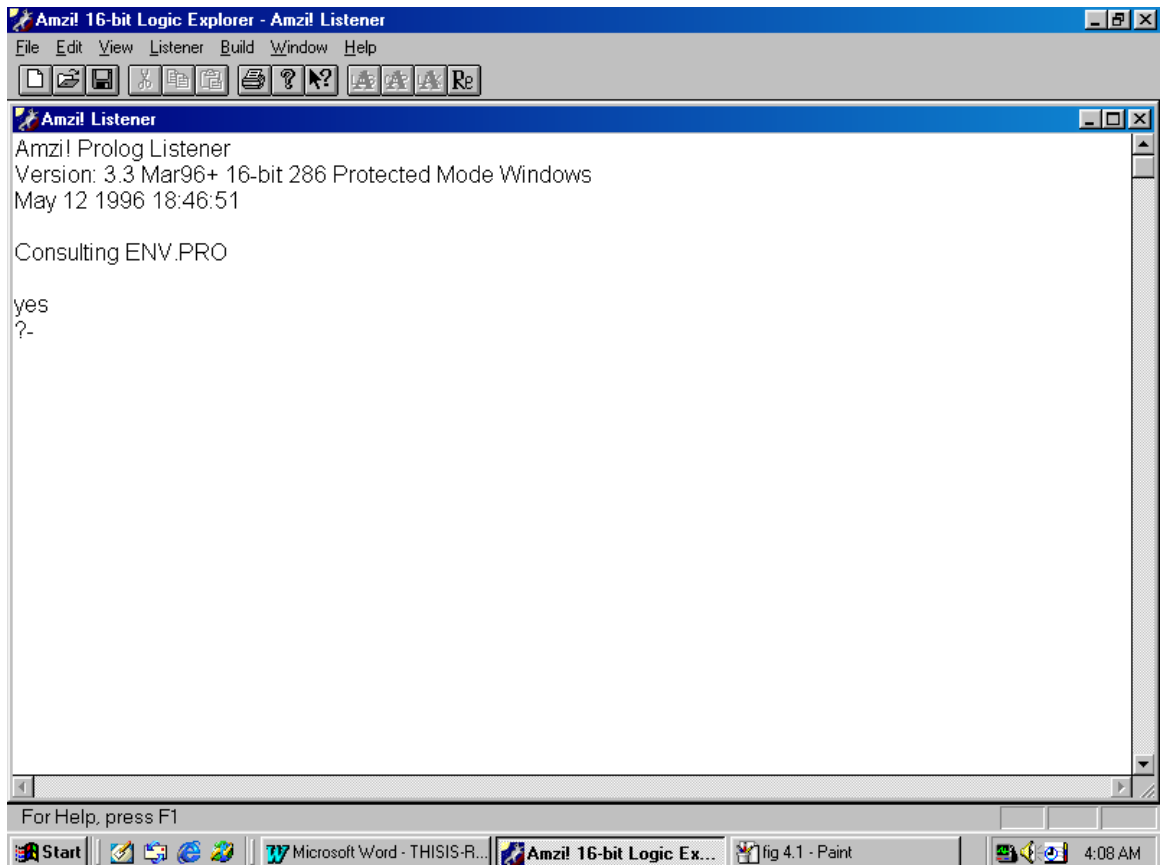 Amzi! 16-bit Logic Explorer - Amzi! Listener
File Edit View Listener Build Window Help
Re
Amzi! Listener
Amzi! Prolog Listener
Version: 3.3 Mar96+ 16-bit 286 Protected Mode Windows
May 12 1996 18:46:51
Consulting ENV.PRO
yes
?-
For Help, press F1
Start Microsoft Word - THISIS-R... Amzi! 16-bit Logic Ex... fig 4.1 - Paint 4:08 AM